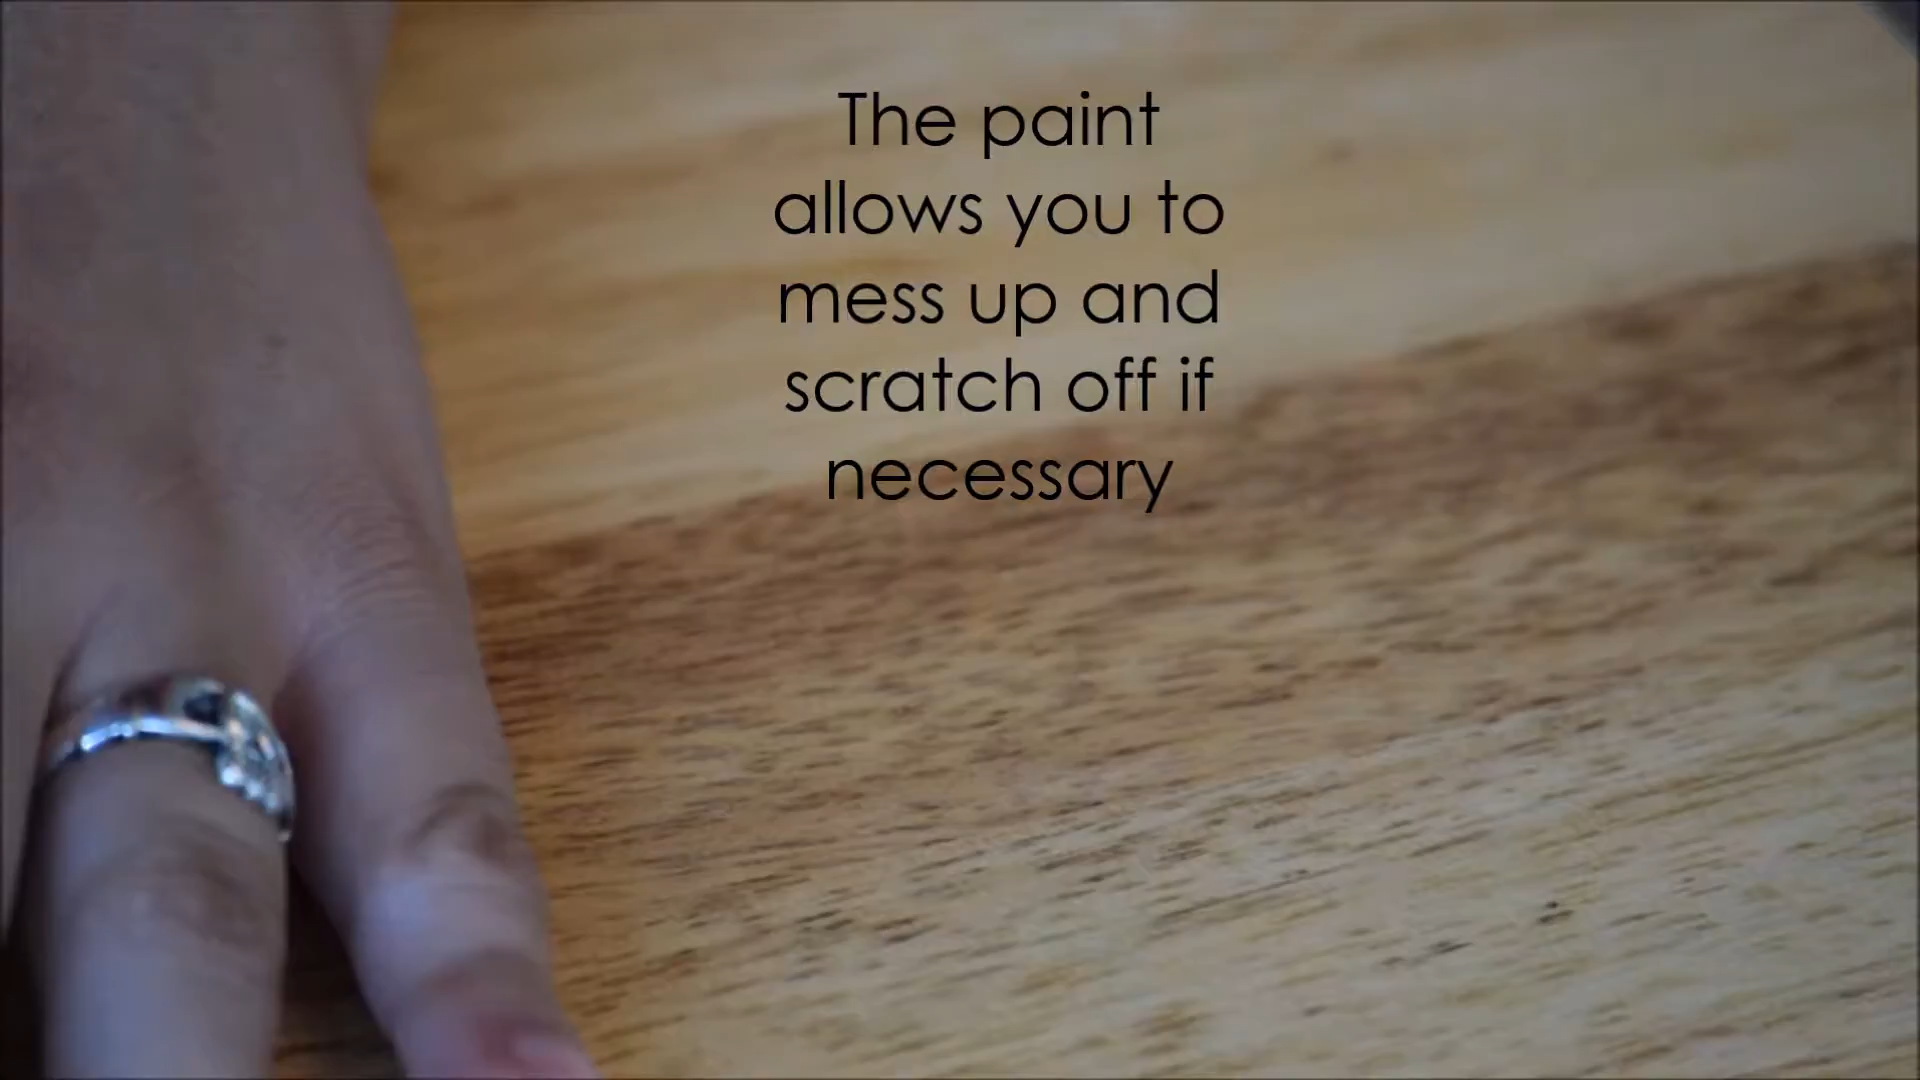 The paint
allows you to
mess up and
scratch off if
necessary